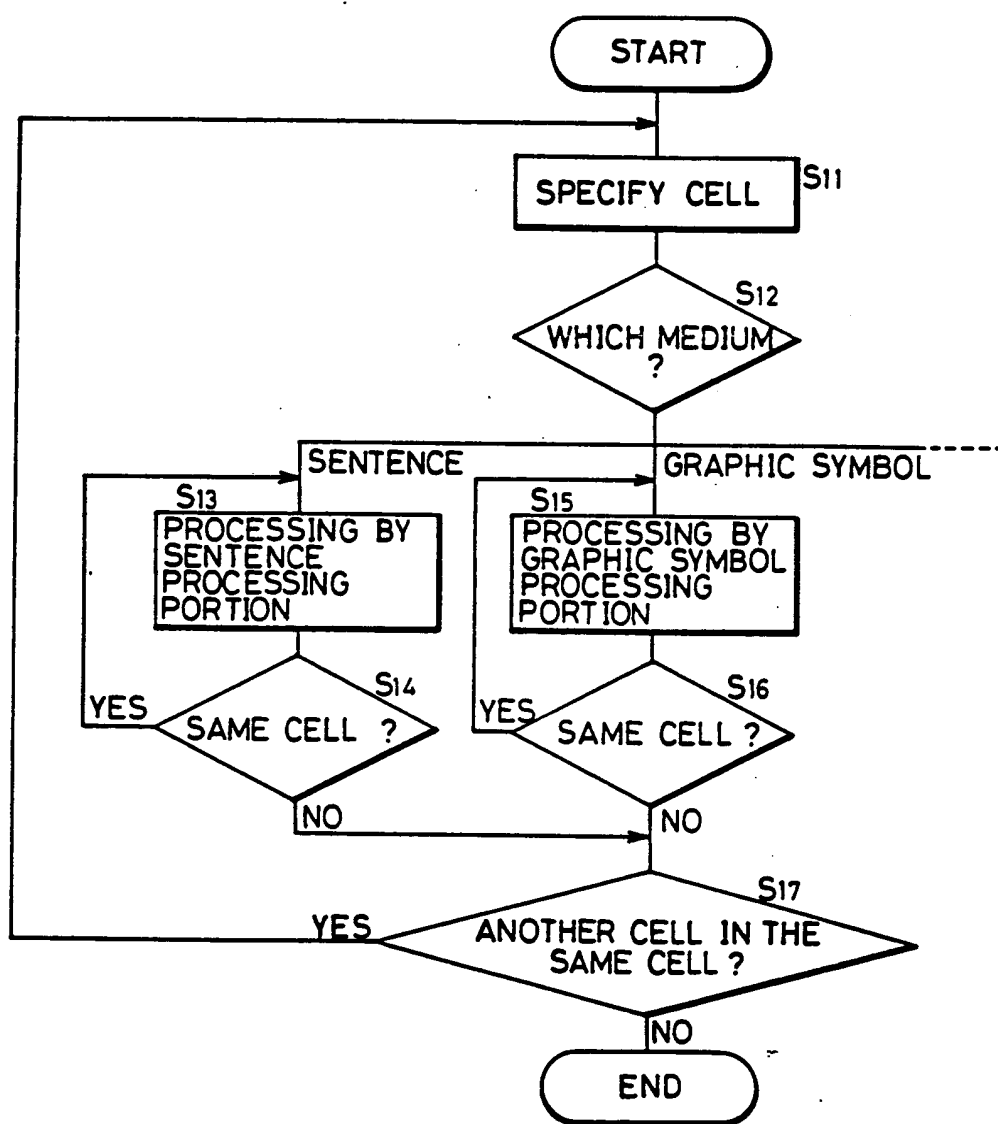 START
SPECIFY CELL
S11
S12
WHICH MEDIUM
?
SENTENCE
GRAPHIC SYMBOL
S13
PROCESSING BY
SENTENCE
PROCESSING
PORTION
S15
PROCESSING BY
GRAPHIC SYMBOL
PROCESSING
PORTION
S14
YES
SAME CELL ?
NO
S16
YES
SAME CELL ?
NO
S17
YES
ANOTHER CELL IN THE
SAME CELL ?
NO
END